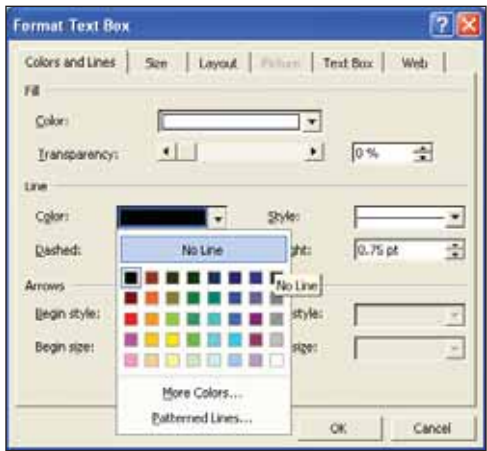 Format Text Box
Colors and Lines Size Layout Picture Text Box Web
Fill
Color:
Transparency: 0 %
Line
Color: Style:
Dashed: ght: 0.75 pt
No Line
No Line
Arrows
Begin style: style:
Begin size: size:
More Colors...
Patterned Lines...
OK Cancel